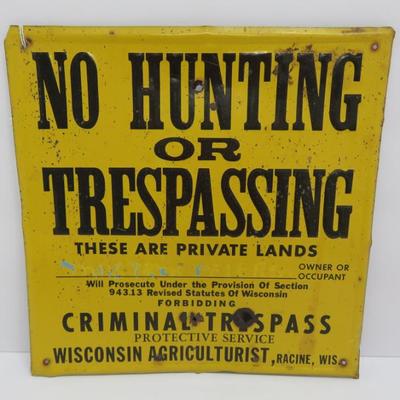 NO HUNTING
OR
TRESPASSING
THESE ARE PRIVATE LANDS
OWNER OR
OCCUPANT
Will Prosecute Under the Provision Of Section
943.13 Revised Statutes Of Wisconsin
FORBIDDING
CRIMINAL TRESPASS
PROTECTIVE SERVICE
WISCONSIN AGRICULTURIST, RACINE, WIS.